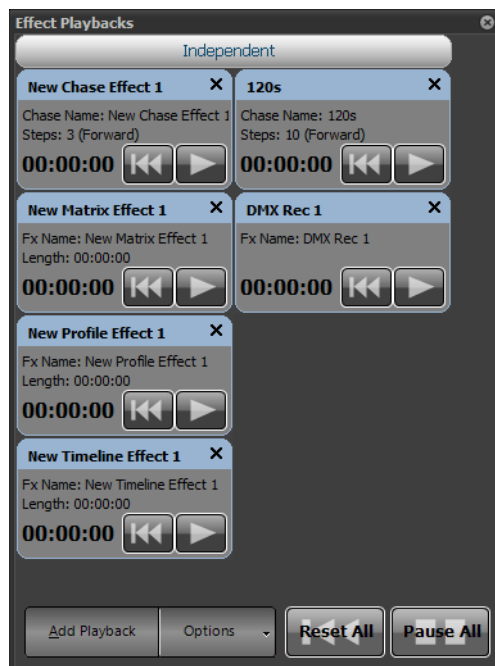 Effect Playbacks
Independent
New Chase Effect 1
Chase Name: New Chase Effect 1
Steps: 3 (Forward)
00:00:00
120s
Chase Name: 120s
Steps: 10 (Forward)
00:00:00
New Matrix Effect 1
Fx Name: New Matrix Effect 1
Length: 00:00:00
00:00:00
DMX Rec 1
Fx Name: DMX Rec 1
00:00:00
New Profile Effect 1
Fx Name: New Profile Effect 1
Length: 00:00:00
00:00:00
New Timeline Effect 1
Fx Name: New Timeline Effect 1
Length: 00:00:00
00:00:00
Add Playback
Options
Reset All
Pause All